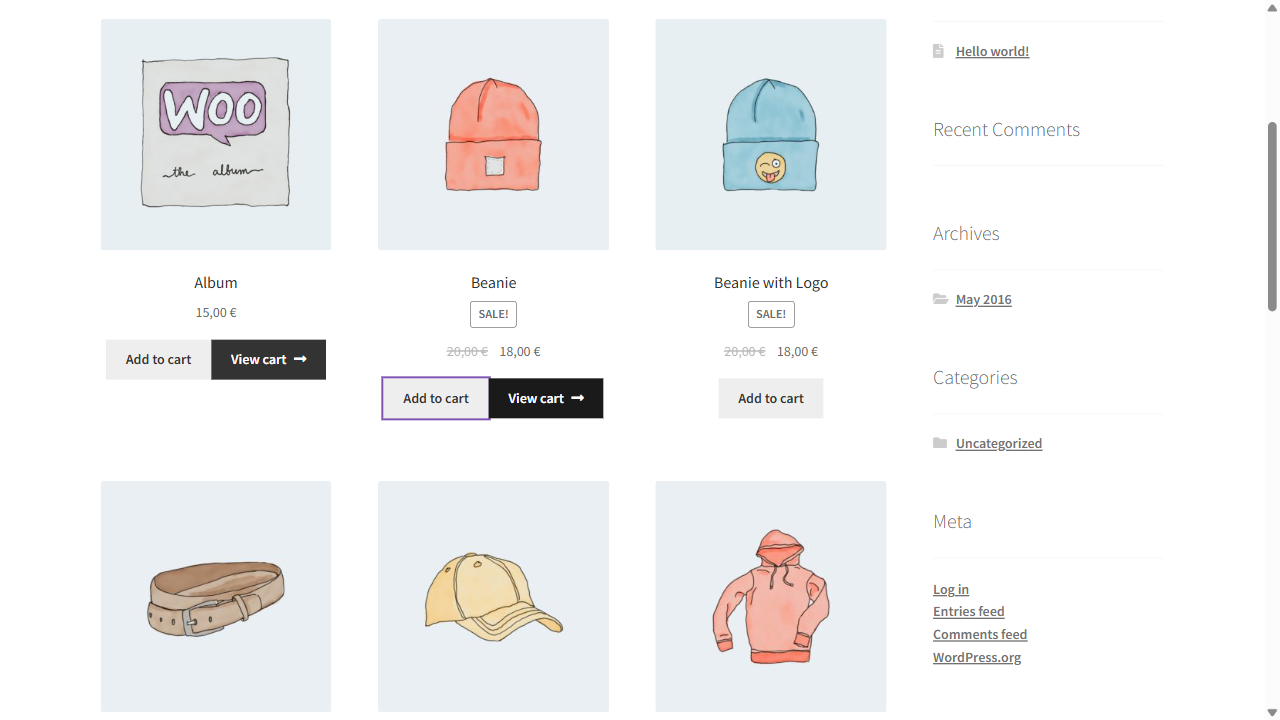 WOO
the album
Album
15,00 €
Add to cart
View cart
Beanie
SALE!
20,00 € 18,00 €
Add to cart
View cart
Beanie with Logo
SALE!
20,00 € 18,00 €
Add to cart
Hello world!
Recent Comments
Archives
May 2016
Categories
Uncategorized
Meta
Log in
Entries feed
Comments feed
WordPress.org